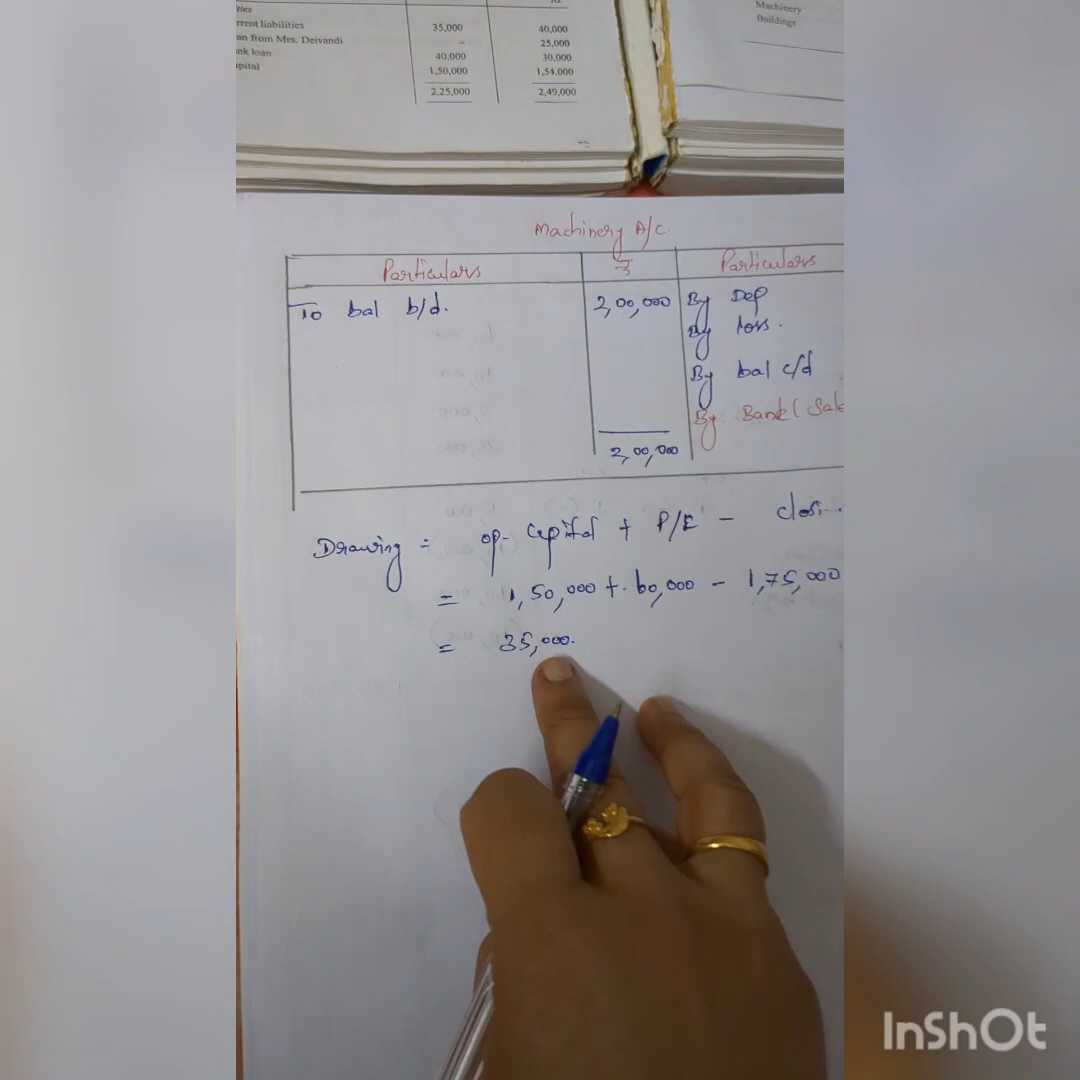 Machinery
Buildings
rrent liabilities 35,000 40,000
an from Mrs. Deivandi - 25,000
nk loan 40,000 30,000
pital 1,50,000 1,54,000
2,25,000 2,49,000
Machinery A/c.
Particulars ₹ Particulars
To bal b/d. 2,00,000 By Dep
By loss.
By bal c/d
By Bank (Sale
2,00,000
Drawing = op- Capital + P/E - closi..
= 1,50,000 + 60,000 - 1,75,000
= 35,000.
InShOt